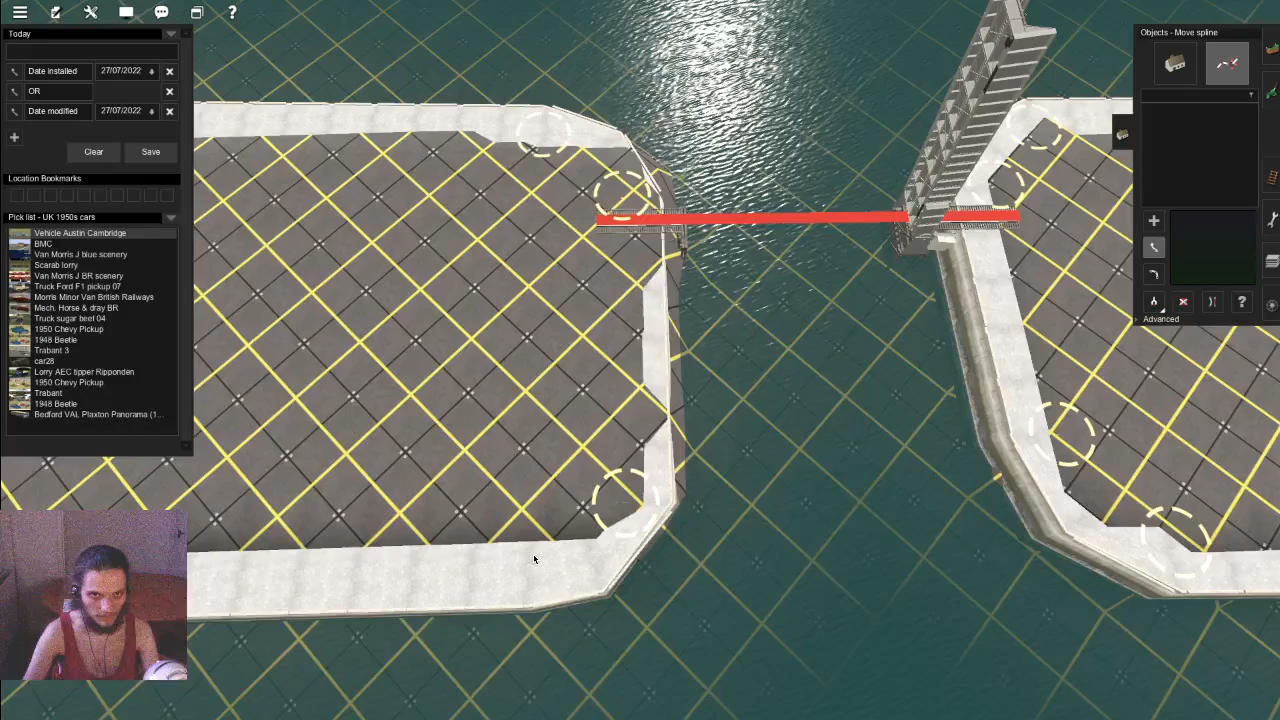 ?
Today
Date installed 27/07/2022
OR
Date modified 27/07/2022
Clear Save
Location Bookmarks
Pick list - UK 1950s cars
Vehicle Austin Cambridge
BMC
Van Morris J blue scenery
Scarab lorry
Van Morris J BR scenery
Truck Ford F1 pickup 07
Morris Minor Van British Railways
Mech. Horse & dray BR
Truck sugar beet 04
1950 Chevy Pickup
1948 Beetle
Trabant 3
car28
Lorry AEC tipper Ripponden
1950 Chevy Pickup
Trabant
1948 Beetle
Bedford VAL Plaxton Panorama (1...
Objects - Move spline
?
Advanced